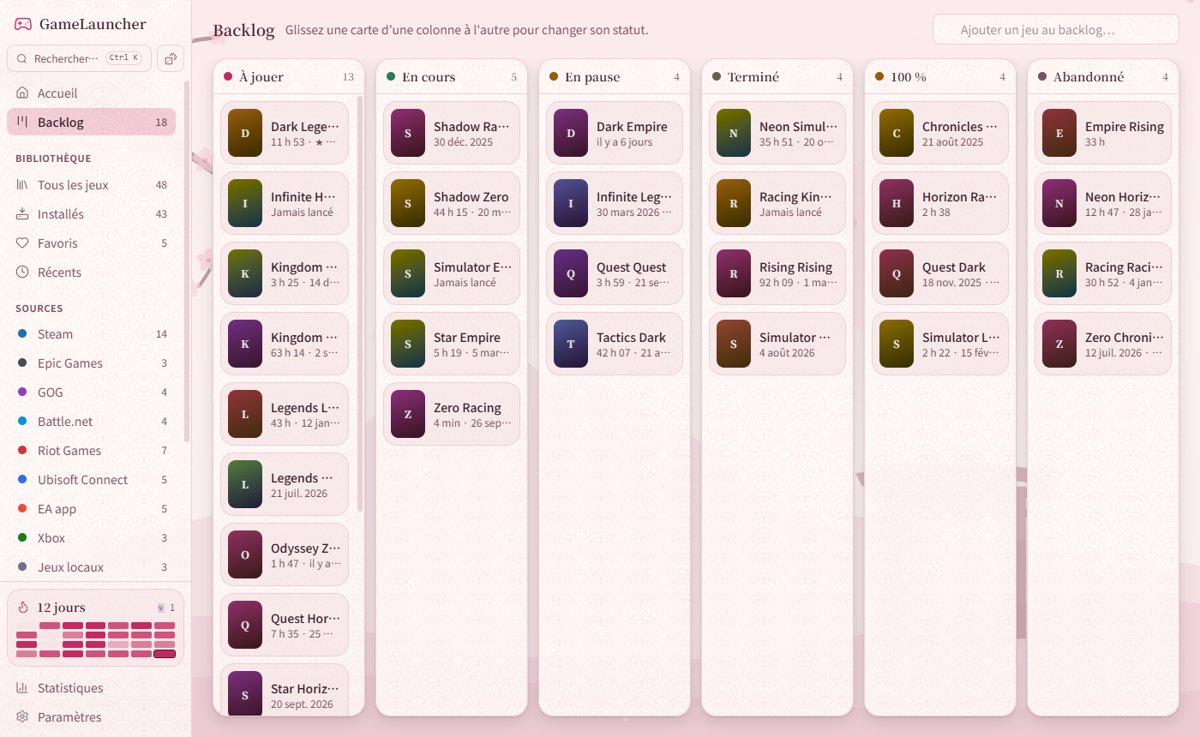 GameLauncher
Rechercher··· Ctrl K
Accueil
Backlog 18
BIBLIOTHÈQUE
Tous les jeux 48
Installés 43
Favoris 5
Récents
SOURCES
Steam 14
Epic Games 3
GOG 4
Battle.net 4
Riot Games 7
Ubisoft Connect 5
EA app 5
Xbox 3
Jeux locaux 3
12 jours 1
Statistiques
Paramètres
Backlog Glissez une carte d'une colonne à l'autre pour changer son statut.
Ajouter un jeu au backlog…
À jouer 13
D
Dark Lege···
11 h 53 · ★ ···
I
Infinite H···
Jamais lancé
K
Kingdom ···
3 h 25 · 14 d···
K
Kingdom ···
63 h 14 · 2 s···
L
Legends L···
43 h · 12 jan···
L
Legends ···
21 juil. 2026
O
Odyssey Z···
1 h 47 · il y a···
Q
Quest Hor···
7 h 35 · 25 ···
S
Star Horiz···
20 sept. 2026
En cours 5
S
Shadow Ra···
30 déc. 2025
S
Shadow Zero
44 h 15 · 20 m···
S
Simulator E···
Jamais lancé
S
Star Empire
5 h 19 · 5 mar···
Z
Zero Racing
4 min · 26 sep···
En pause 4
D
Dark Empire
il y a 6 jours
I
Infinite Leg···
30 mars 2026 ···
Q
Quest Quest
3 h 59 · 21 se···
T
Tactics Dark
42 h 07 · 21 a···
Terminé 4
N
Neon Simul···
35 h 51 · 20 o···
R
Racing Kin···
Jamais lancé
R
Rising Rising
92 h 09 · 1 ma···
S
Simulator ···
4 août 2026
100 % 4
C
Chronicles ···
21 août 2025
H
Horizon Ra···
2 h 38
Q
Quest Dark
18 nov. 2025 · ···
S
Simulator L···
2 h 22 · 15 fév···
Abandonné 4
E
Empire Rising
33 h
N
Neon Horiz···
12 h 47 · 28 ja···
R
Racing Raci···
30 h 52 · 4 jan···
Z
Zero Chroni···
12 juil. 2026 · ···